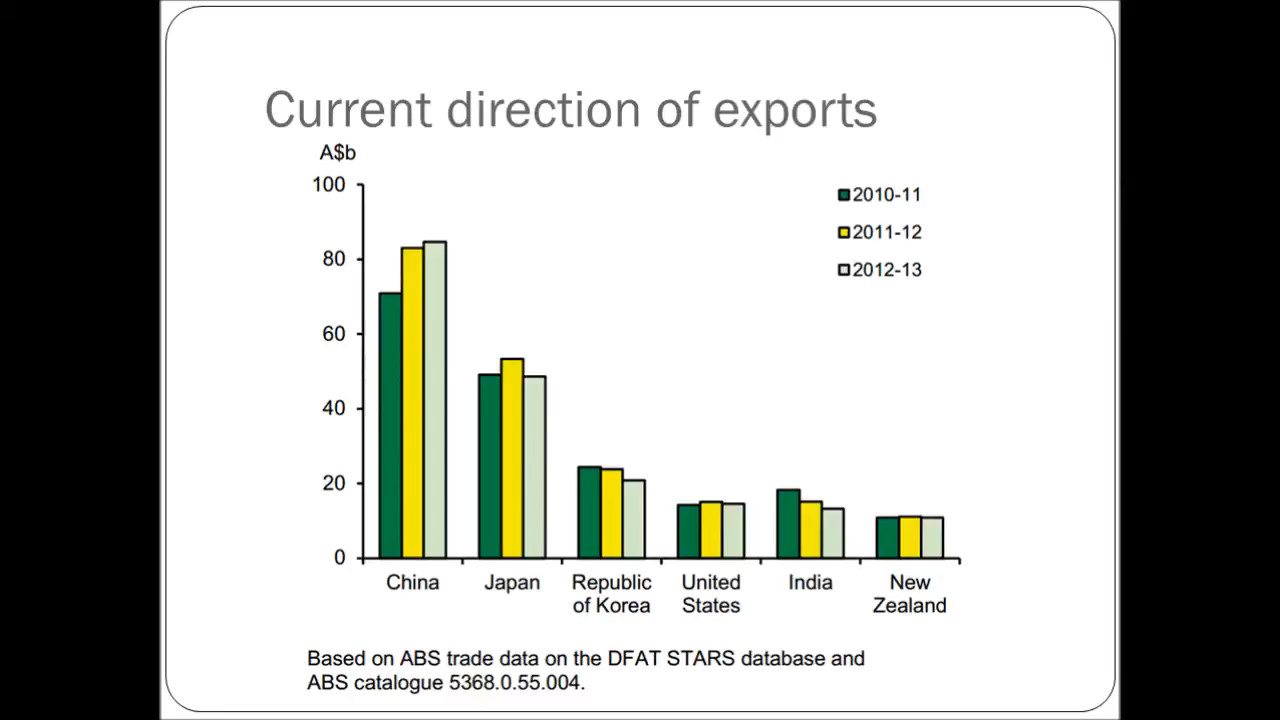 Current direction of exports
A$b
100
80
60
40
20
0
2010-11
2011-12
2012-13
China
Japan
Republic
of Korea
United
States
India
New
Zealand
Based on ABS trade data on the DFAT STARS database and
ABS catalogue 5368.0.55.004.